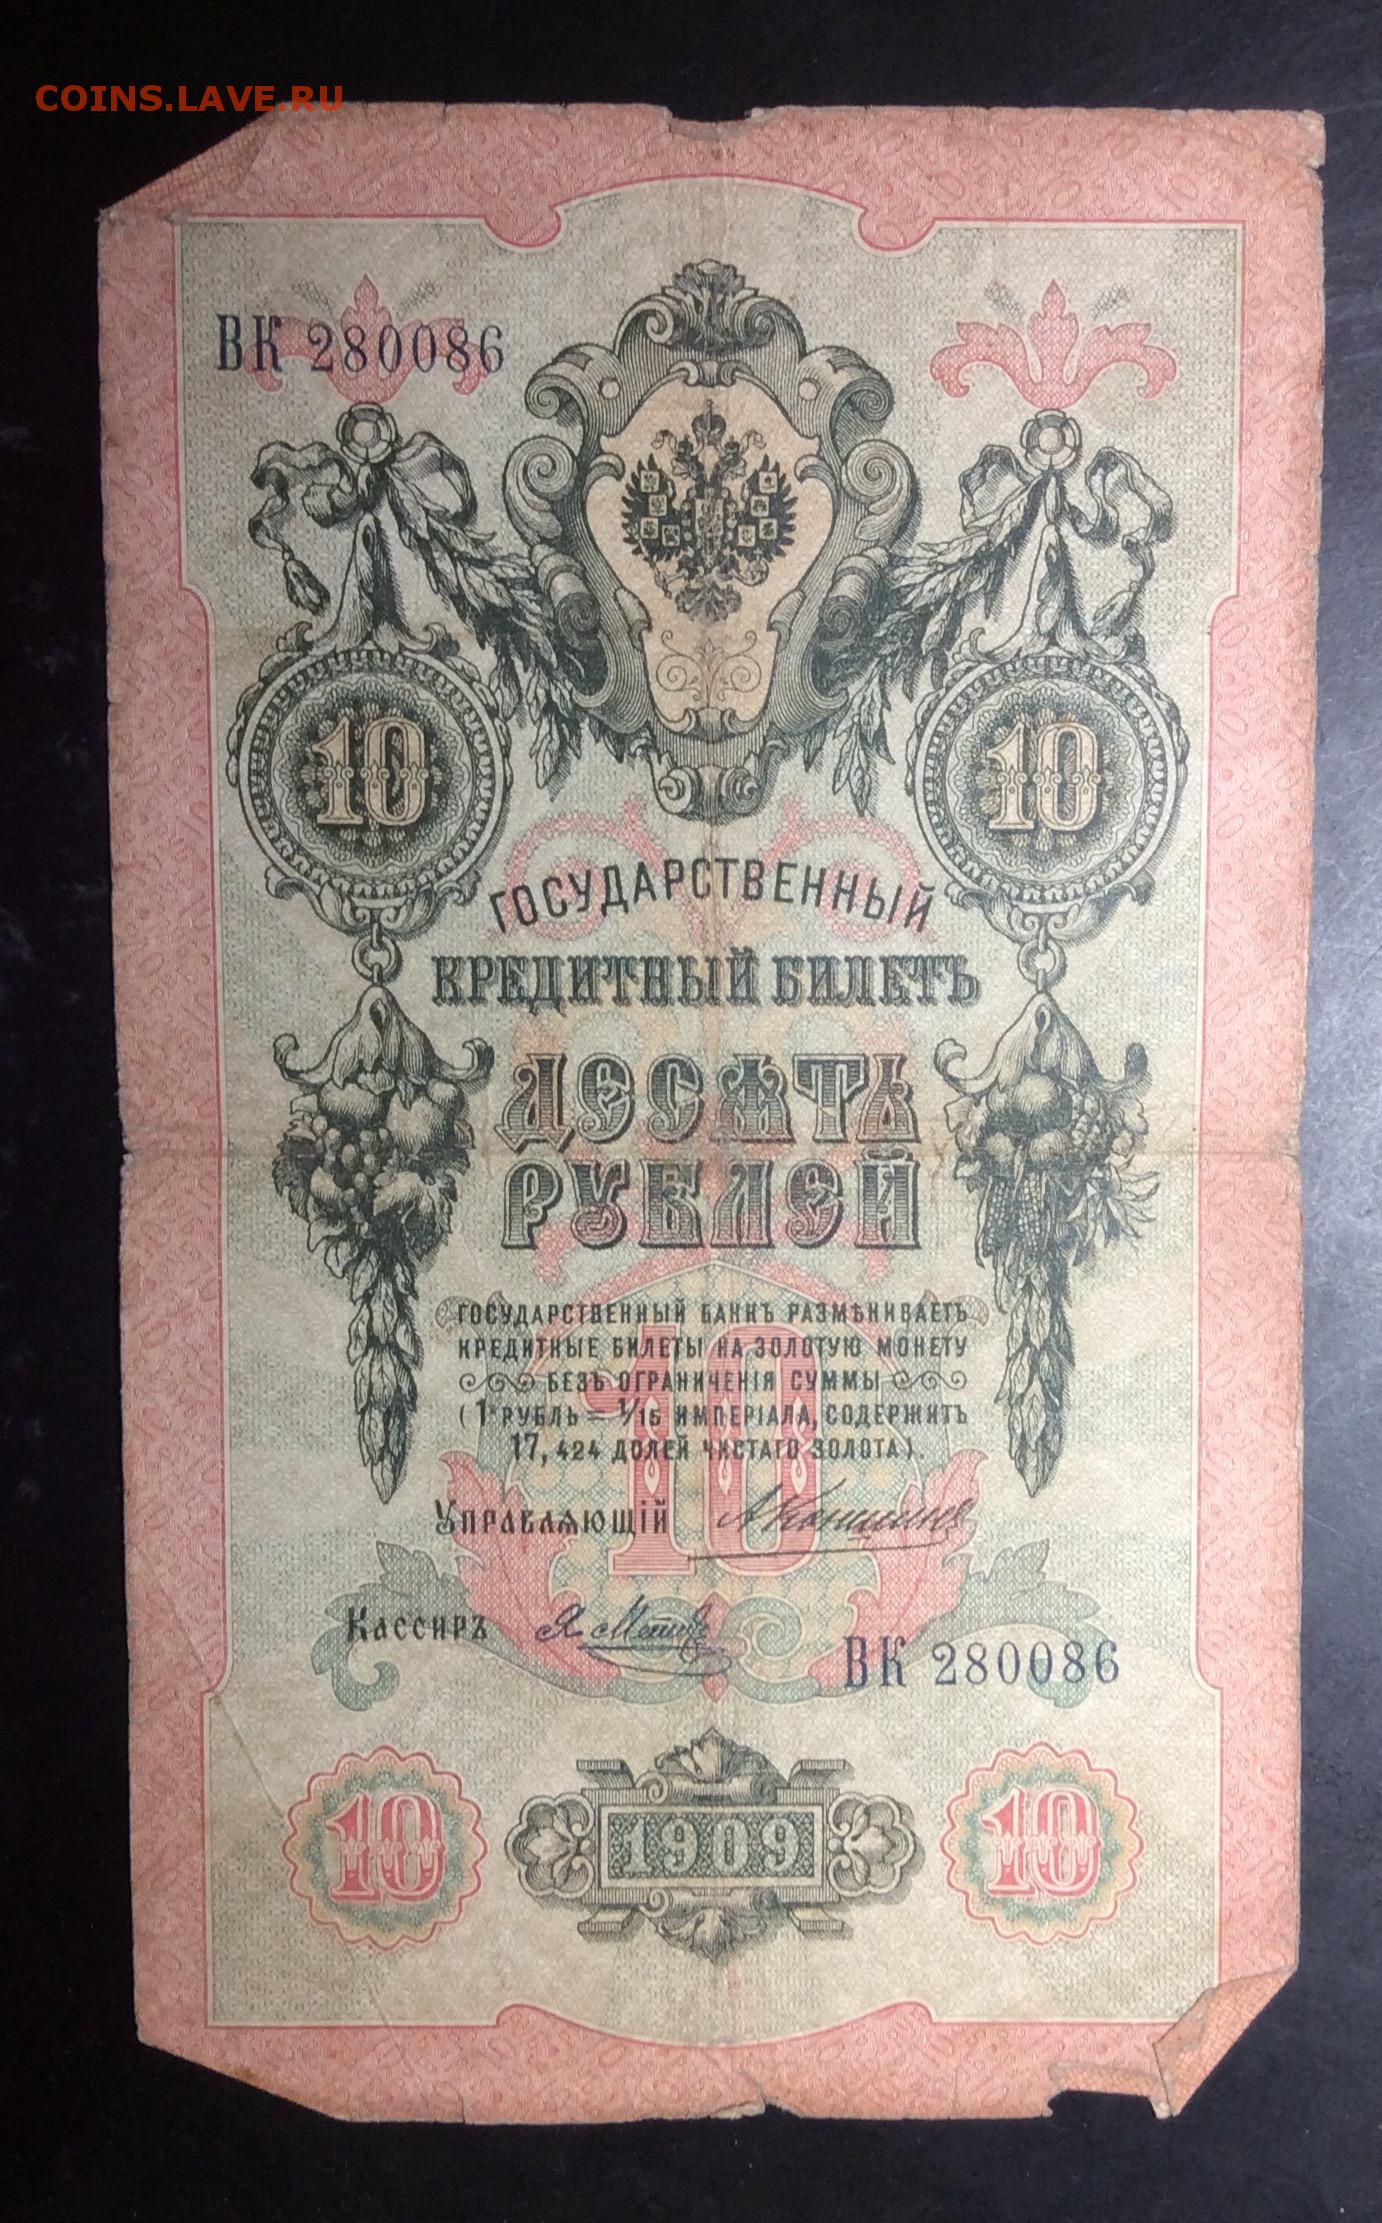 COINS.LAVE.RU
ВК 280086
10 10
ГОСУДАРСТВЕННЫЙ
КРЕДИТНЫЙ БИЛЕТЪ
ДЕСѦТЬ
РУБЛЕЙ
ГОСУДАРСТВЕННЫЙ БАНКЪ РАЗМѢНИВАЕТЪ
КРЕДИТНЫЕ БИЛЕТЫ НА ЗОЛОТУЮ МОНЕТУ
БЕЗЪ ОГРАНИЧЕНІЯ СУММЫ
(1 РУБЛЬ = 1/15 ИМПЕРІАЛА, СОДЕРЖИТЪ
17,424 ДОЛЕЙ ЧИСТАГО ЗОЛОТА).
10
УПРАВЛѦЮЩІЙ
КАССИРЪ
ВК 280086
10 1909 10